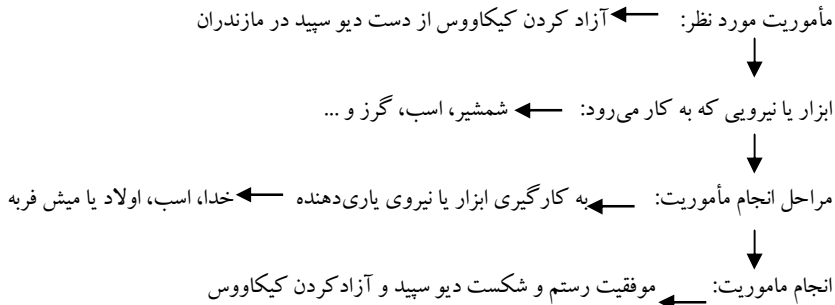 مأموریت مورد نظر: آزاد کردن کیکاووس از دست دیو سپید در مازندران
ابزار یا نیرویی که به کار می‌رود: شمشیر، اسب، گرز و ...
مراحل انجام مأموریت: به کارگیری ابزار یا نیروی یاری‌دهنده خدا، اسب، اولاد یا میش فربه
انجام ماموریت: موفقیت رستم و شکست دیو سپید و آزادکردن کیکاووس